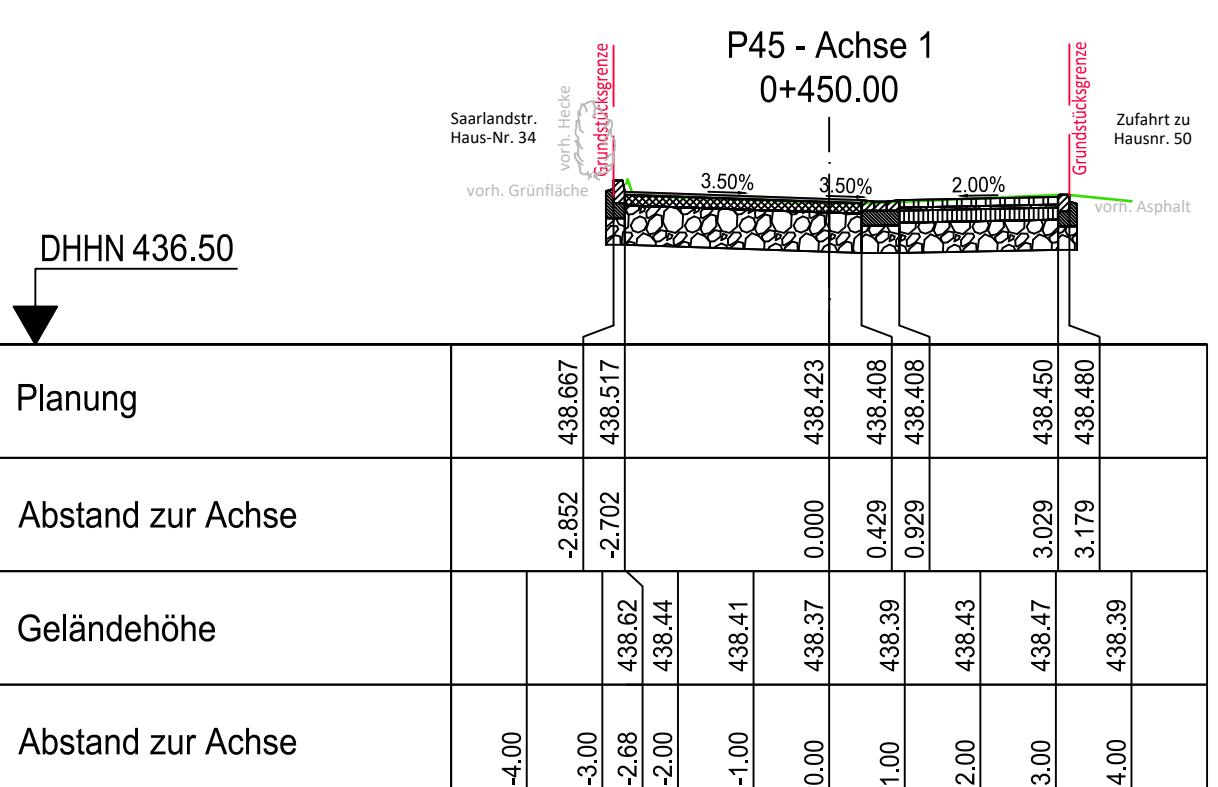 P45 - Achse 1
0+450.00
Grundstücksgrenze
vorh. Hecke
Grundstücksgrenze
Saarlandstr.
Haus-Nr. 34
Zufahrt zu
Hausnr. 50
vorh. Grünfläche
3.50%
3.50%
2.00%
vorh. Asphalt
DHHN 436.50
Planung
438.667
438.517
438.423
438.408
438.408
438.450
438.480
Abstand zur Achse
-2.852
-2.702
0.000
0.429
0.929
3.029
3.179
Geländehöhe
438.62
438.44
438.41
438.37
438.39
438.43
438.47
438.39
Abstand zur Achse
-4.00
-3.00
-2.68
-2.00
-1.00
0.00
1.00
2.00
3.00
4.00